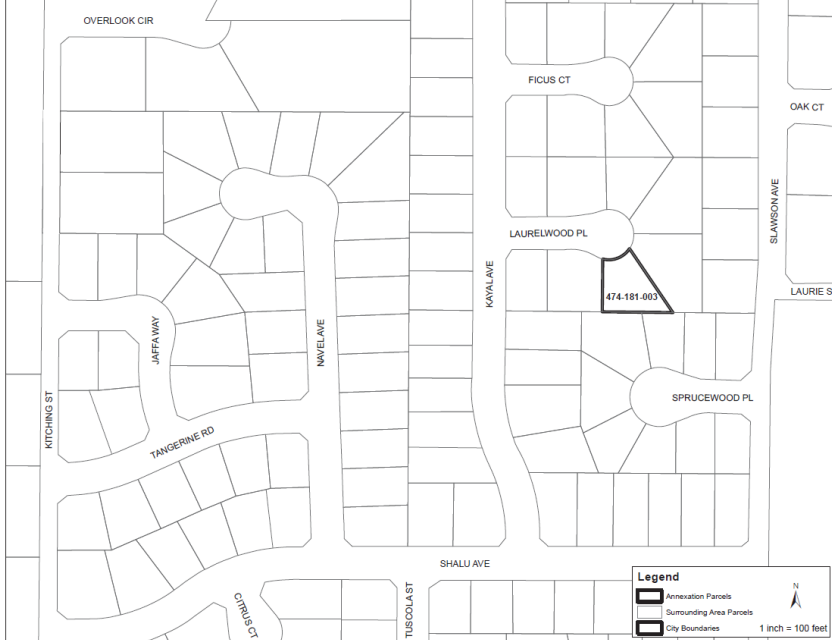 OVERLOOK CIR
FICUS CT
OAK CT
SLAWSON AVE
LAURELWOOD PL
KAYAL AVE
LAURIE S
474-181-003
JAFFA WAY
NAVEL AVE
KITCHING ST
SPRUCEWOOD PL
TANGERINE RD
SHALU AVE
TUSCOLA ST
CITRUS CT
Legend
Annexation Parcels
Surrounding Area Parcels
City Boundaries
N
1 inch = 100 feet